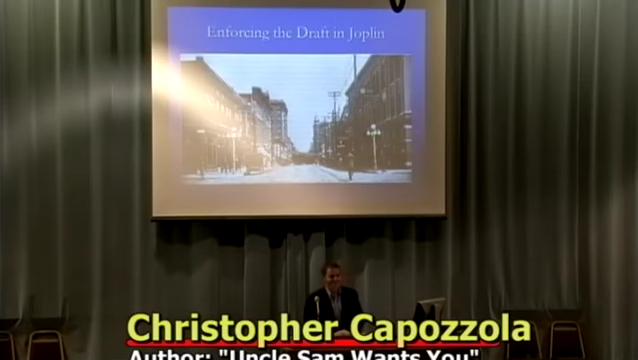 Enforcing the Draft in Joplin
Christopher Capozzola
Author: "Uncle Sam Wants You"